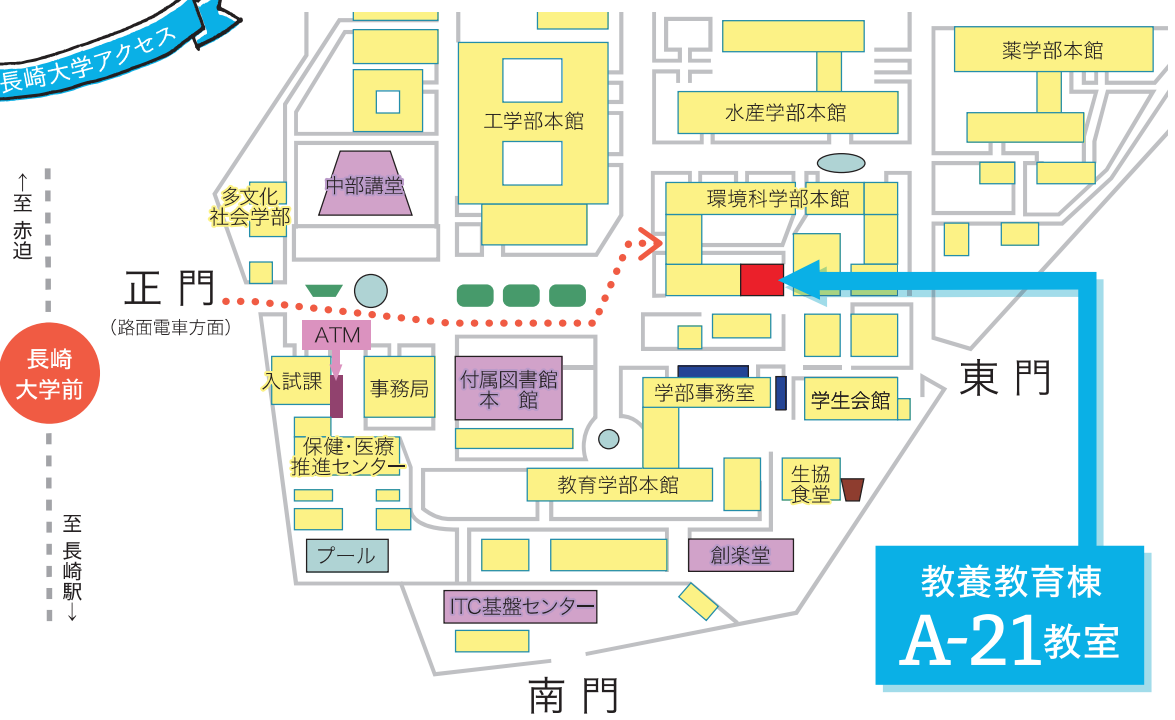 長崎大学アクセス
薬学部本館
水産学部本館
工学部本館
中部講堂
多文化
社会学部
環境科学部本館
←至 赤迫
正門
(路面電車方面)
長崎
大学前
ATM
入試課
事務局
付属図書館
本館
学部事務室
学生会館
東門
保健・医療
推進センター
教育学部本館
生協
食堂
至 長崎駅→
プール
創楽堂
ITC基盤センター
教養教育棟
A-21教室
南門